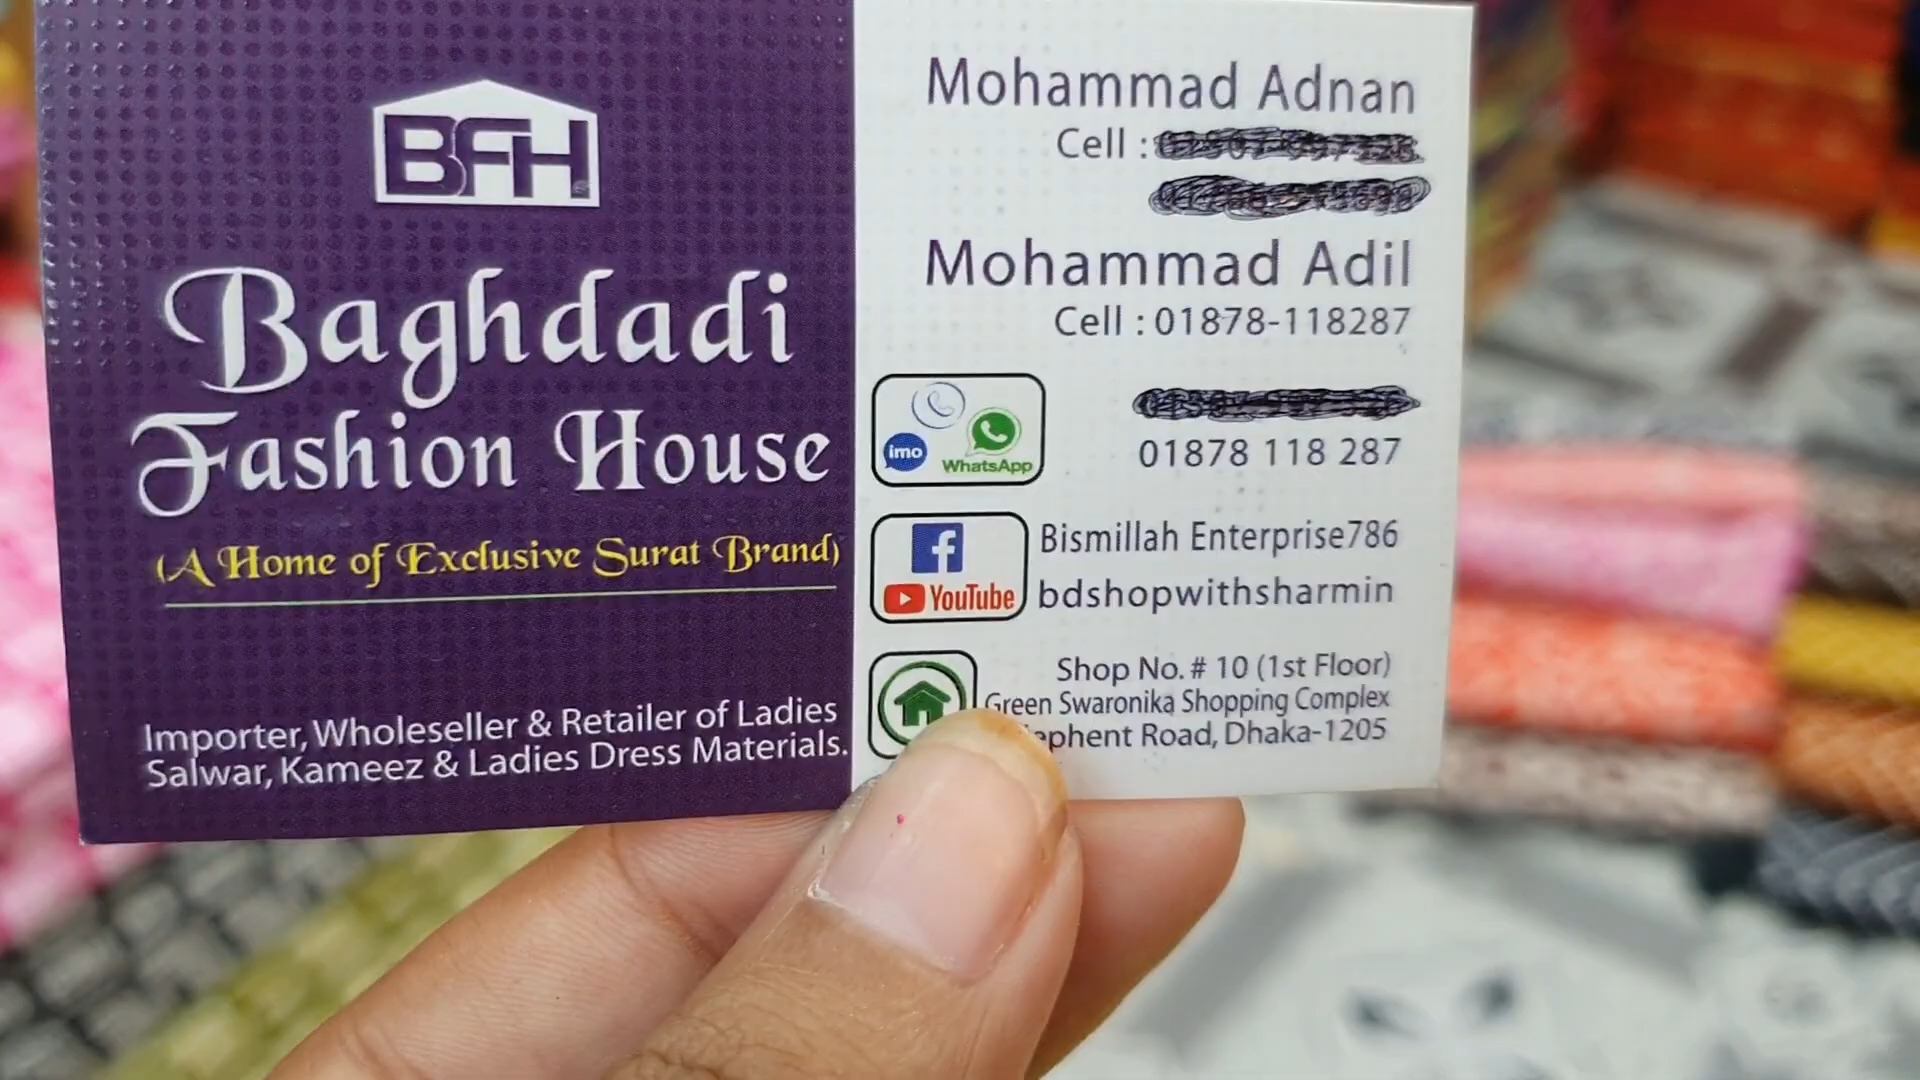 BFH
Baghdadi
Fashion House
(A Home of Exclusive Surat Brand)
Importer, Wholeseller & Retailer of Ladies
Salwar, Kameez & Ladies Dress Materials.
Mohammad Adnan
Cell :
Mohammad Adil
Cell : 01878-118287
imo
WhatsApp
01878 118 287
f
YouTube
Bismillah Enterprise786
bdshopwithsharmin
Shop No. # 10 (1st Floor)
Green Swaronika Shopping Complex
Road, Dhaka-1205